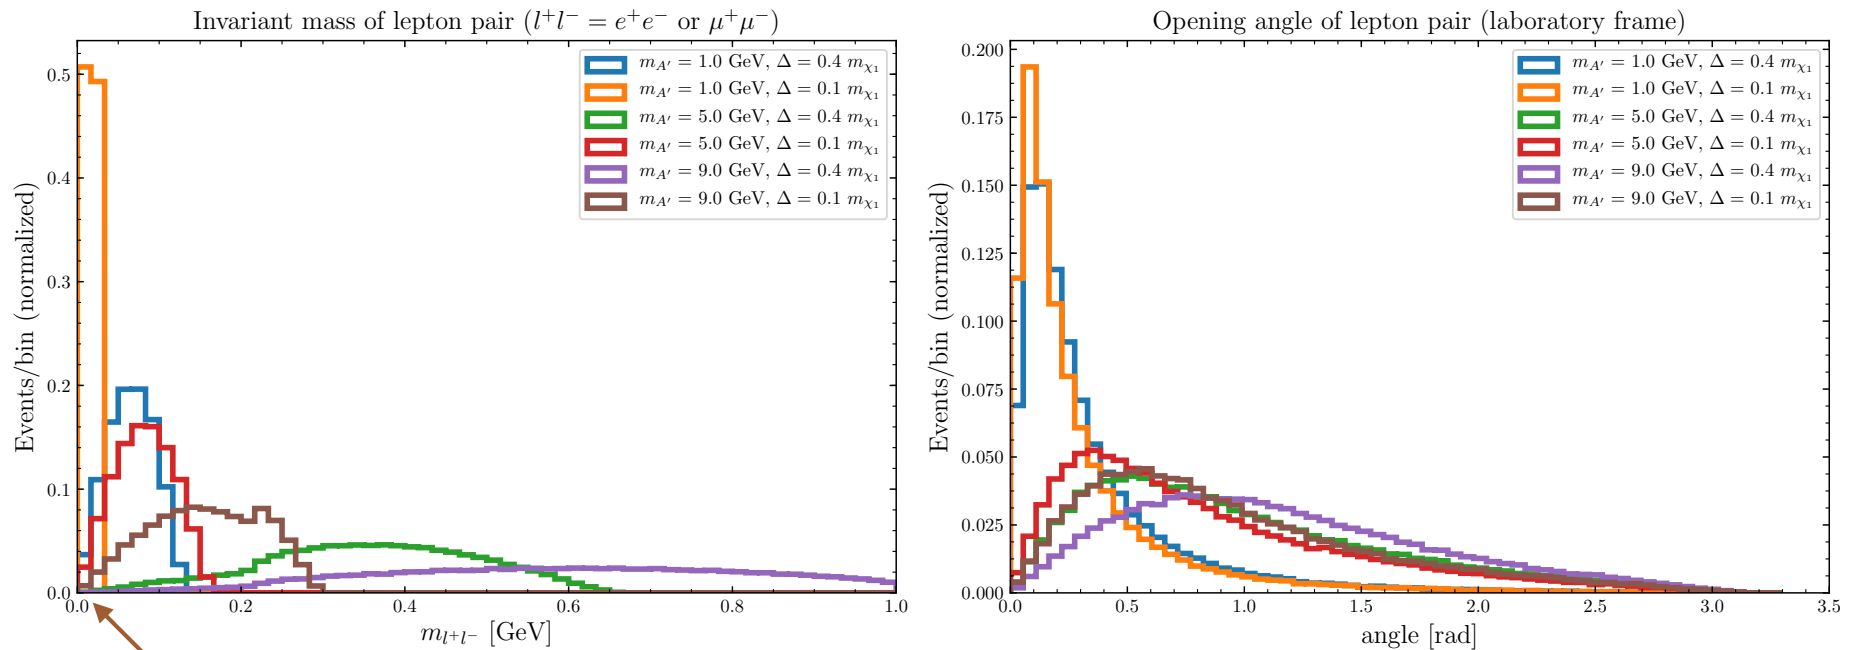 Invariant mass of lepton pair (l⁺l⁻ = e⁺e⁻ or μ⁺μ⁻)
Events/bin (normalized)
0.5
0.4
0.3
0.2
0.1
0.0
m_A′ = 1.0 GeV, Δ = 0.4 m_χ₁
m_A′ = 1.0 GeV, Δ = 0.1 m_χ₁
m_A′ = 5.0 GeV, Δ = 0.4 m_χ₁
m_A′ = 5.0 GeV, Δ = 0.1 m_χ₁
m_A′ = 9.0 GeV, Δ = 0.4 m_χ₁
m_A′ = 9.0 GeV, Δ = 0.1 m_χ₁
0.0 0.2 0.4 0.6 0.8 1.0
m_l⁺l⁻ [GeV]
Opening angle of lepton pair (laboratory frame)
Events/bin (normalized)
0.200
0.175
0.150
0.125
0.100
0.075
0.050
0.025
0.000
m_A′ = 1.0 GeV, Δ = 0.4 m_χ₁
m_A′ = 1.0 GeV, Δ = 0.1 m_χ₁
m_A′ = 5.0 GeV, Δ = 0.4 m_χ₁
m_A′ = 5.0 GeV, Δ = 0.1 m_χ₁
m_A′ = 9.0 GeV, Δ = 0.4 m_χ₁
m_A′ = 9.0 GeV, Δ = 0.1 m_χ₁
0.0 0.5 1.0 1.5 2.0 2.5 3.0 3.5
angle [rad]